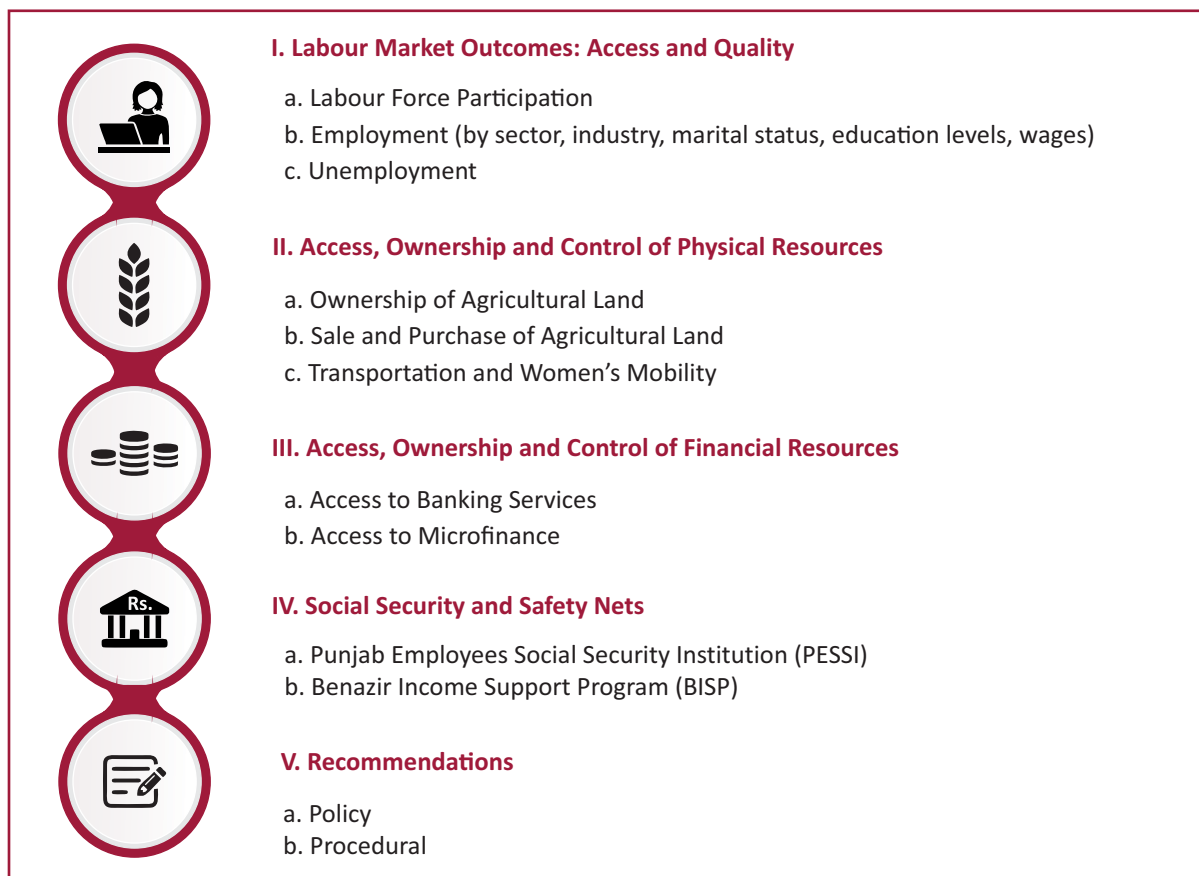 I. Labour Market Outcomes: Access and Quality
a. Labour Force Participation
b. Employment (by sector, industry, marital status, education levels, wages)
c. Unemployment
II. Access, Ownership and Control of Physical Resources
a. Ownership of Agricultural Land
b. Sale and Purchase of Agricultural Land
c. Transportation and Women’s Mobility
III. Access, Ownership and Control of Financial Resources
a. Access to Banking Services
b. Access to Microfinance
Rs.
IV. Social Security and Safety Nets
a. Punjab Employees Social Security Institution (PESSI)
b. Benazir Income Support Program (BISP)
V. Recommendations
a. Policy
b. Procedural